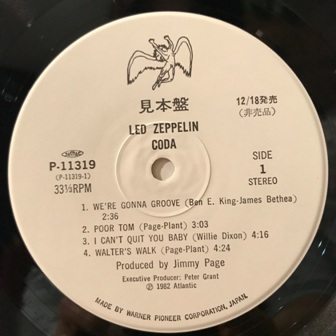 見本盤
12/18発売
(非売品)
LED ZEPPELIN
CODA
P-11319
(P-11319-1)
33⅓RPM
SIDE
1
STEREO
1. WE'RE GONNA GROOVE (Ben E. King-James Bethea)
2:36
2. POOR TOM (Page-Plant) 3:03
3. I CAN'T QUIT YOU BABY (Willie Dixon) 4:16
4. WALTER'S WALK (Page-Plant) 4:24
Produced by Jimmy Page
Executive Producer: Peter Grant
Ⓟ 1982 Atlantic
MADE BY WARNER-PIONEER CORPORATION, JAPAN.